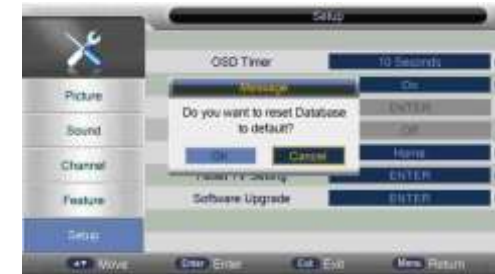 Setup
OSD Timer
10 Seconds
Picture
Message
On
Do you want to reset Database
to default?
ENTER
Sound
Off
OK
Cancel
Home
Channel
ENTER
Feature
Software Upgrade
ENTER
Setup
Move
Enter Enter
Exit Exit
Menu Return